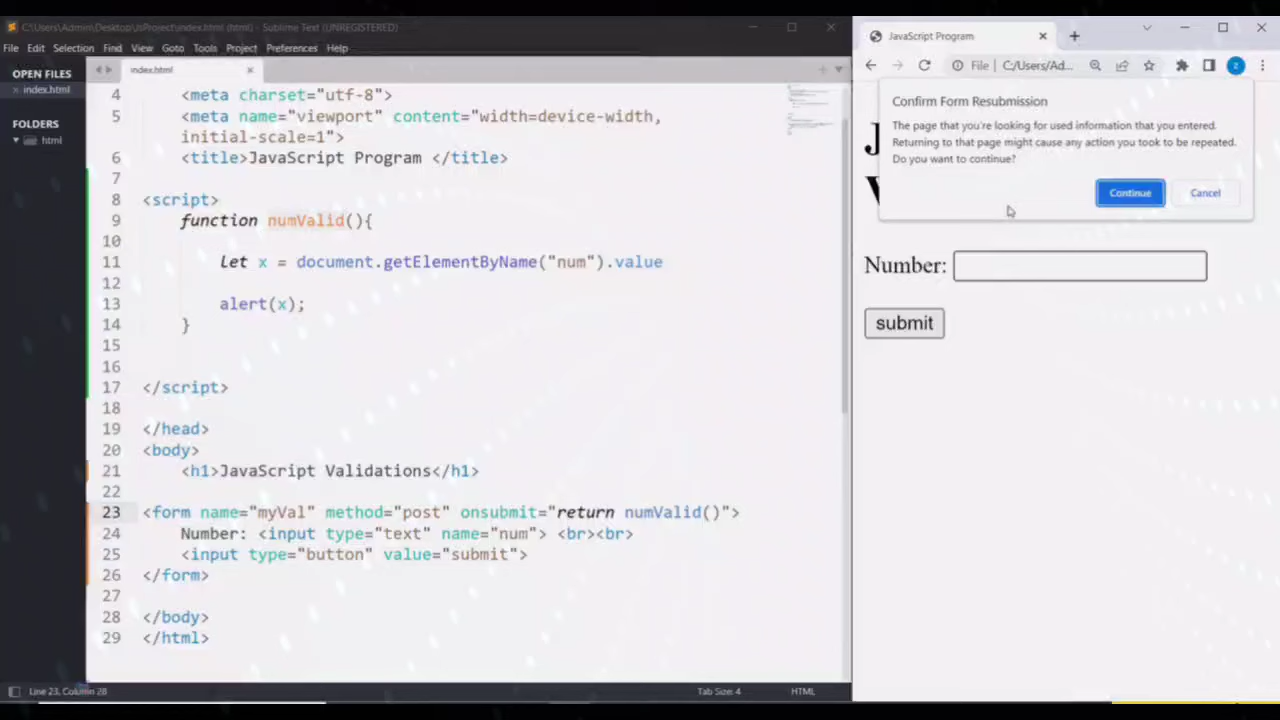 C:\Users\Admin\Desktop\JsProject\index.html (html) - Sublime Text (UNREGISTERED)
File Edit Selection Find View Goto Tools Project Preferences Help
OPEN FILES
index.html
FOLDERS
html
index.html
4 <meta charset="utf-8">
5 <meta name="viewport" content="width=device-width,
initial-scale=1">
6 <title>JavaScript Program </title>
7
8 <script>
9 function numValid(){
10
11 let x = document.getElementByName("num").value
12
13 alert(x);
14 }
15
16
17 </script>
18
19 </head>
20 <body>
21 <h1>JavaScript Validations</h1>
22
23 <form name="myVal" method="post" onsubmit="return numValid()">
24 Number: <input type="text" name="num"> <br><br>
25 <input type="button" value="submit">
26 </form>
27
28 </body>
29 </html>
Line 23, Column 28
Tab Size: 4
HTML
JavaScript Program
File C:/Users/Ad...
Confirm Form Resubmission
The page that you're looking for used information that you entered.
Returning to that page might cause any action you took to be repeated.
Do you want to continue?
Continue Cancel
Number:
submit